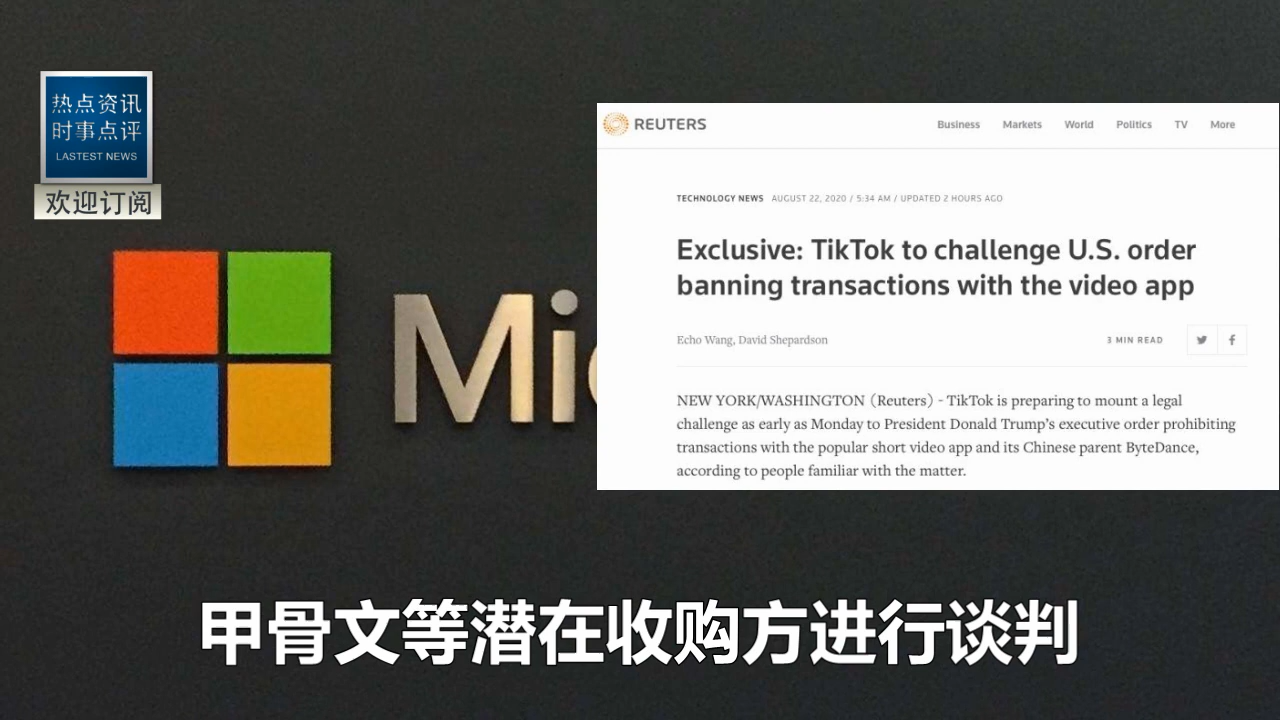 热点资讯
时事点评
LASTEST NEWS
欢迎订阅
Mic
REUTERS
Business Markets World Politics TV More
TECHNOLOGY NEWS AUGUST 22, 2020 / 5:34 AM / UPDATED 2 HOURS AGO
Exclusive: TikTok to challenge U.S. order
banning transactions with the video app
Echo Wang, David Shepardson
3 MIN READ
NEW YORK/WASHINGTON (Reuters) - TikTok is preparing to mount a legal
challenge as early as Monday to President Donald Trump’s executive order prohibiting
transactions with the popular short video app and its Chinese parent ByteDance,
according to people familiar with the matter.
甲骨文等潜在收购方进行谈判